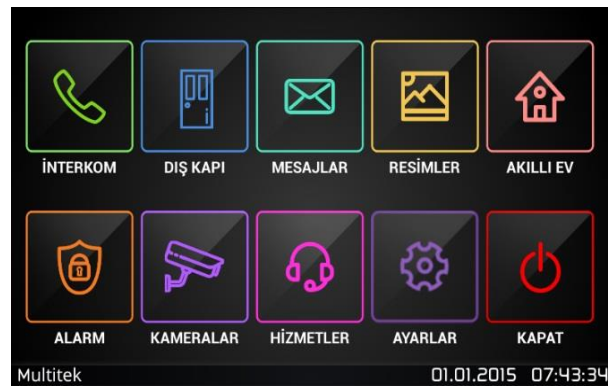 İNTERKOM DIŞ KAPI MESAJLAR RESİMLER AKILLI EV
ALARM KAMERALAR HİZMETLER AYARLAR KAPAT
Multitek 01.01.2015 07:43:34